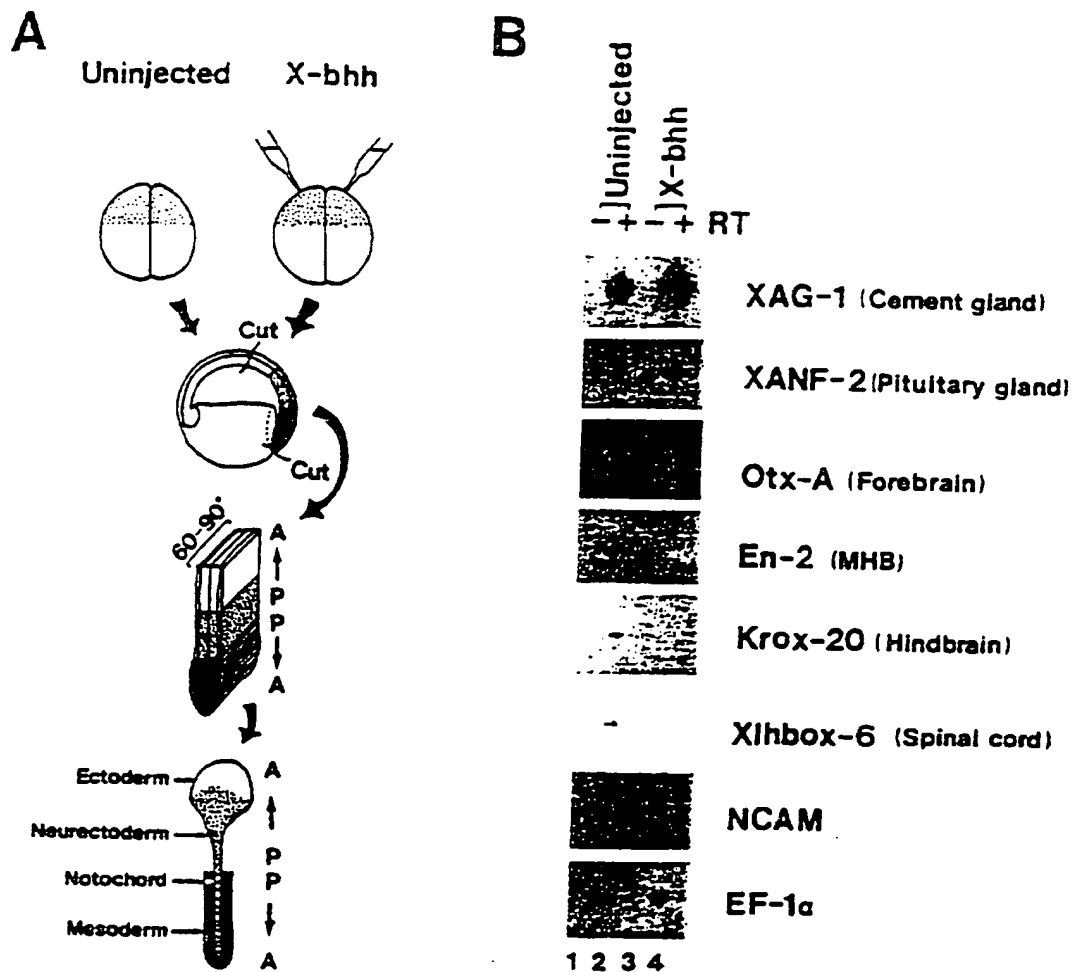 A
Uninjected X-bhh
Cut
Cut
60-90°
A
P
P
A
Ectoderm
A
Neurectoderm
P
Notochord
P
Mesoderm
A
B
Uninjected
X-bhh
- + - + RT
XAG-1 (Cement gland)
XANF-2 (Pituitary gland)
Otx-A (Forebrain)
En-2 (MHB)
Krox-20 (Hindbrain)
Xlhbox-6 (Spinal cord)
NCAM
EF-1α
1 2 3 4